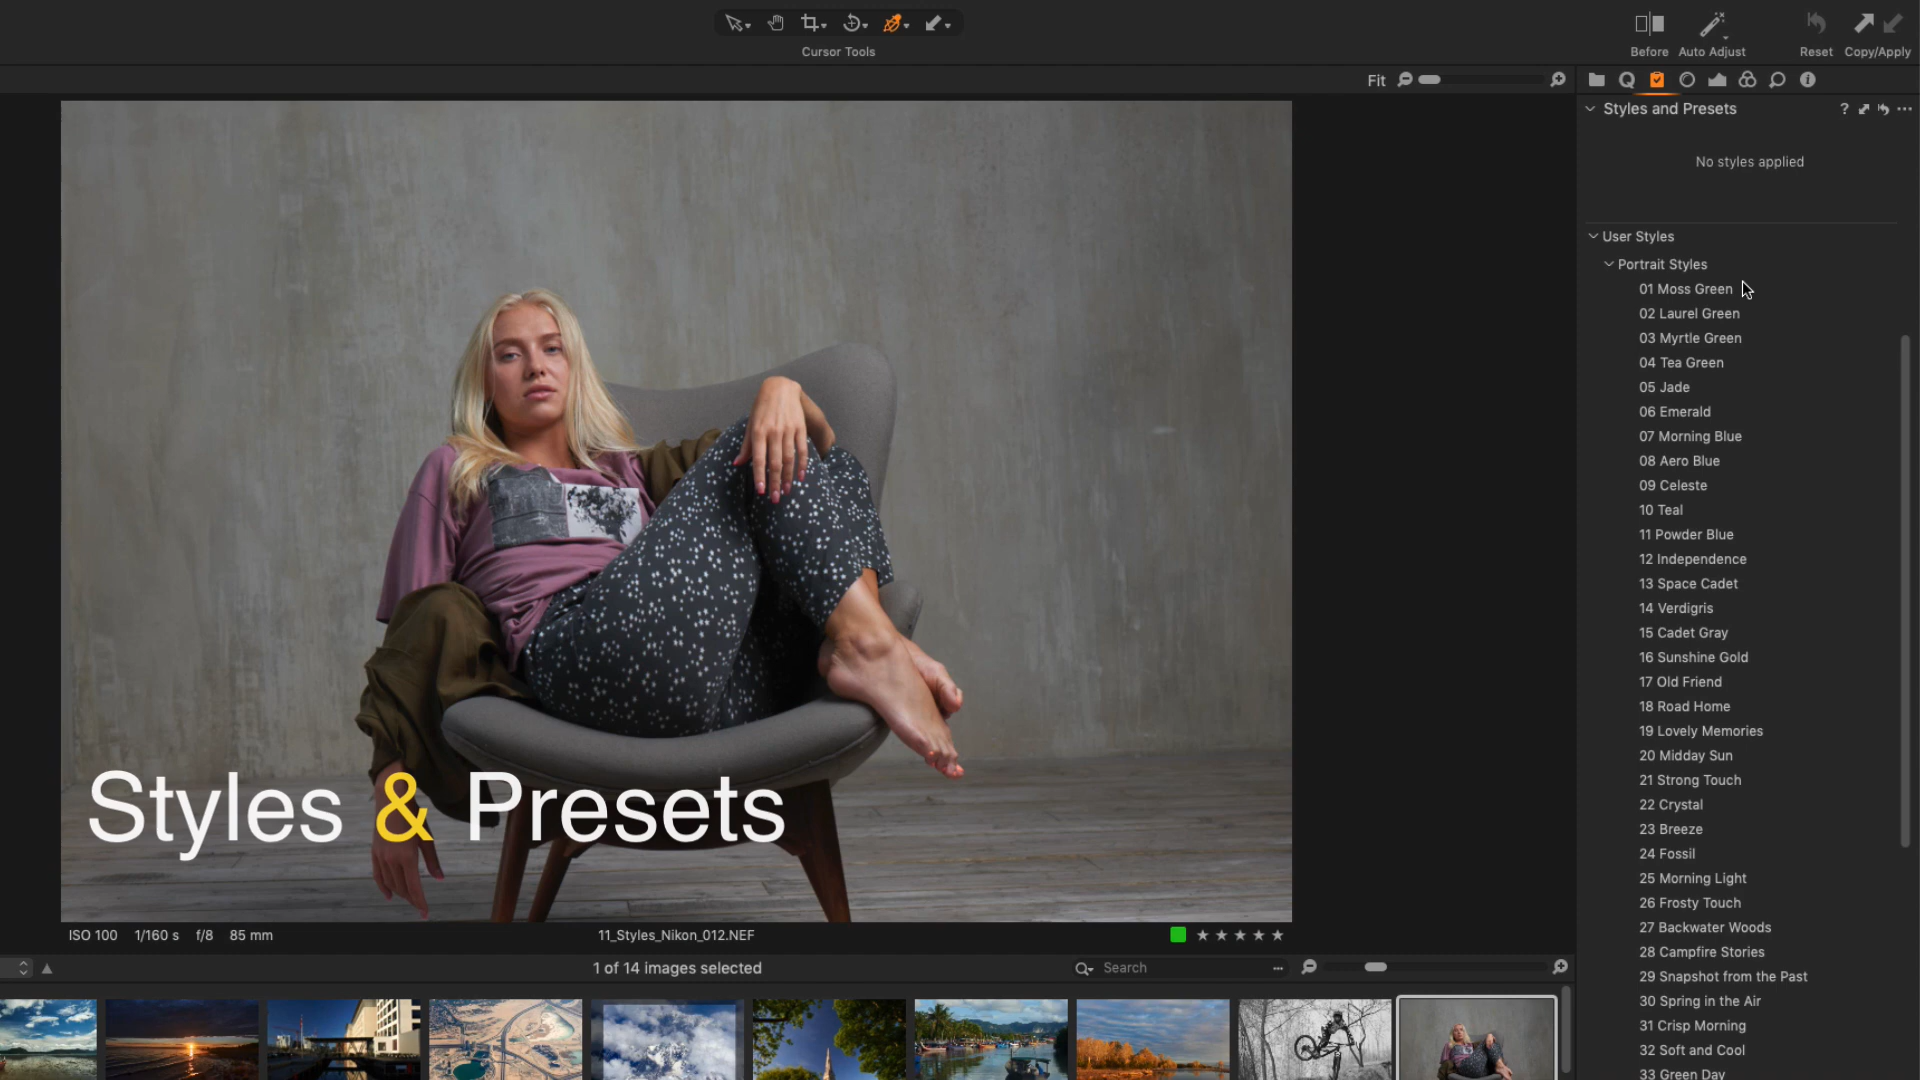 Cursor Tools
Before
Auto Adjust
Reset
Copy/Apply
Fit
Styles and Presets
?
No styles applied
User Styles
Portrait Styles
01 Moss Green
02 Laurel Green
03 Myrtle Green
04 Tea Green
05 Jade
06 Emerald
07 Morning Blue
08 Aero Blue
09 Celeste
10 Teal
11 Powder Blue
12 Independence
13 Space Cadet
14 Verdigris
15 Cadet Gray
16 Sunshine Gold
17 Old Friend
18 Road Home
19 Lovely Memories
20 Midday Sun
21 Strong Touch
22 Crystal
23 Breeze
24 Fossil
25 Morning Light
26 Frosty Touch
27 Backwater Woods
28 Campfire Stories
29 Snapshot from the Past
30 Spring in the Air
31 Crisp Morning
32 Soft and Cool
33 Green Day
Styles & Presets
ISO 100 1/160 s f/8 85 mm
11_Styles_Nikon_012.NEF
1 of 14 images selected
Search